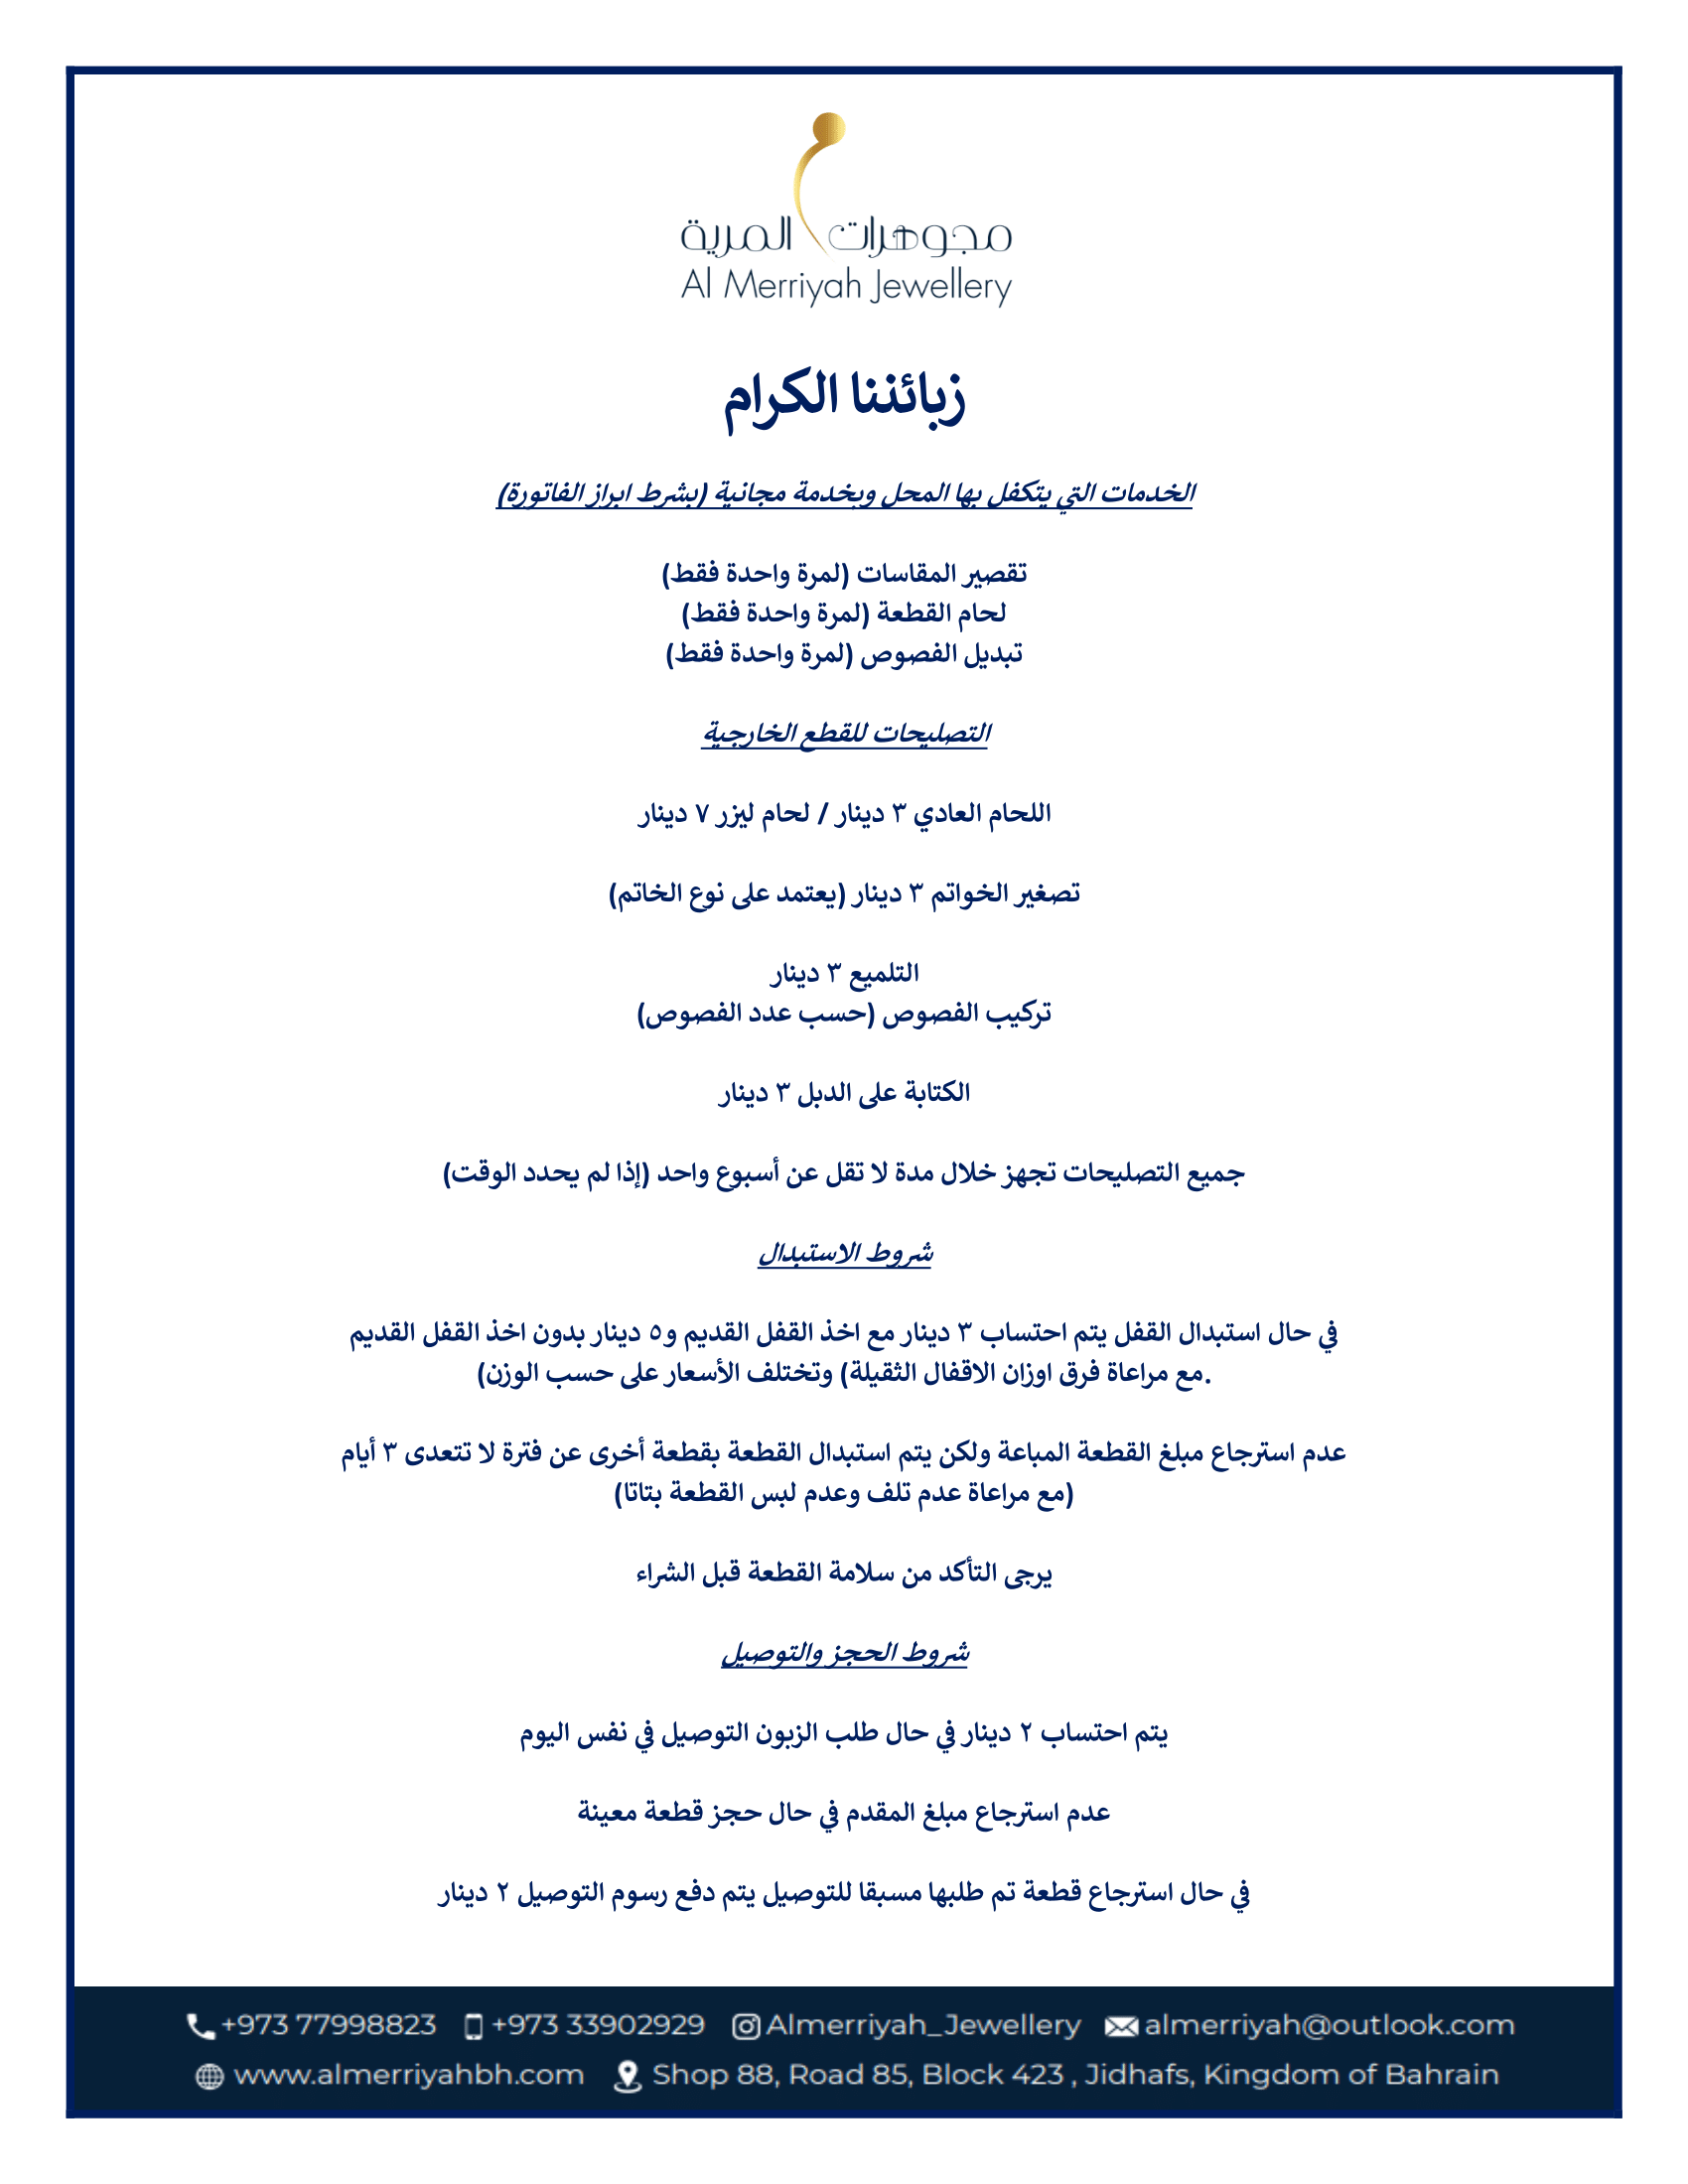 مجوهرات المرية
Al Merriyah Jewellery
زبائننا الكرام
الخدمات التي يتكفل بها المحل وبخدمة مجانية (بشرط ابراز الفاتورة)
تقصير المقاسات (لمرة واحدة فقط)
لحام القطعة (لمرة واحدة فقط)
تبديل الفصوص (لمرة واحدة فقط)
التصليحات للقطع الخارجية
اللحام العادي ٣ دينار / لحام ليزر ٧ دينار
تصغير الخواتم ٣ دينار (يعتمد على نوع الخاتم)
التلميع ٣ دينار
تركيب الفصوص (حسب عدد الفصوص)
الكتابة على الدبل ٣ دينار
جميع التصليحات تجهز خلال مدة لا تقل عن أسبوع واحد (إذا لم يحدد الوقت)
شروط الاستبدال
في حال استبدال القفل يتم احتساب ٣ دينار مع اخذ القفل القديم و٥ دينار بدون اخذ القفل القديم
.مع مراعاة فرق اوزان الاقفال الثقيلة) وتختلف الأسعار على حسب الوزن)
عدم استرجاع مبلغ القطعة المباعة ولكن يتم استبدال القطعة بقطعة أخرى عن فترة لا تتعدى ٣ أيام
(مع مراعاة عدم تلف وعدم لبس القطعة بتاتا)
يرجى التأكد من سلامة القطعة قبل الشراء
شروط الحجز والتوصيل
يتم احتساب ٢ دينار في حال طلب الزبون التوصيل في نفس اليوم
عدم استرجاع مبلغ المقدم في حال حجز قطعة معينة
في حال استرجاع قطعة تم طلبها مسبقا للتوصيل يتم دفع رسوم التوصيل ٢ دينار
+973 77998823 +973 33902929 Almerriyah_Jewellery almerriyah@outlook.com
www.almerriyahbh.com Shop 88, Road 85, Block 423 , Jidhafs, Kingdom of Bahrain